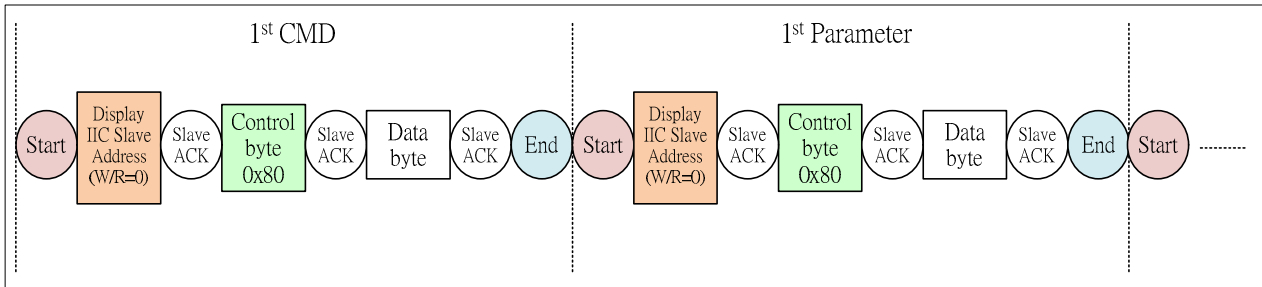 1st CMD
1st Parameter
Start
Display
IIC Slave
Address
(W/R=0)
Slave
ACK
Control
byte
0x80
Slave
ACK
Data
byte
Slave
ACK
End
Start
Display
IIC Slave
Address
(W/R=0)
Slave
ACK
Control
byte
0x80
Slave
ACK
Data
byte
Slave
ACK
End
Start